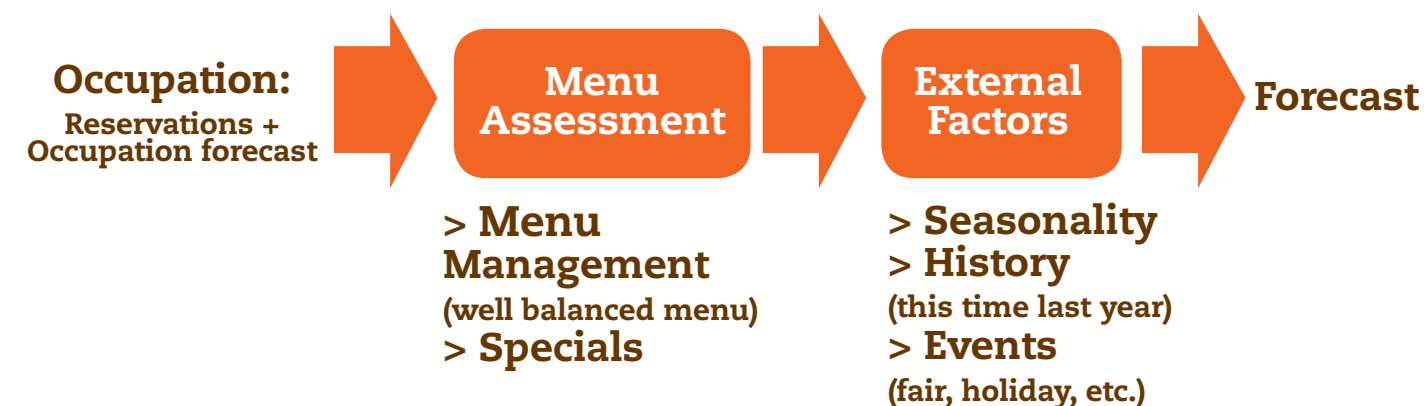 Occupation:
Reservations +
Occupation forecast
Menu
Assessment
> Menu
Management
(well balanced menu)
> Specials
External
Factors
> Seasonality
> History
(this time last year)
> Events
(fair, holiday, etc.)
Forecast